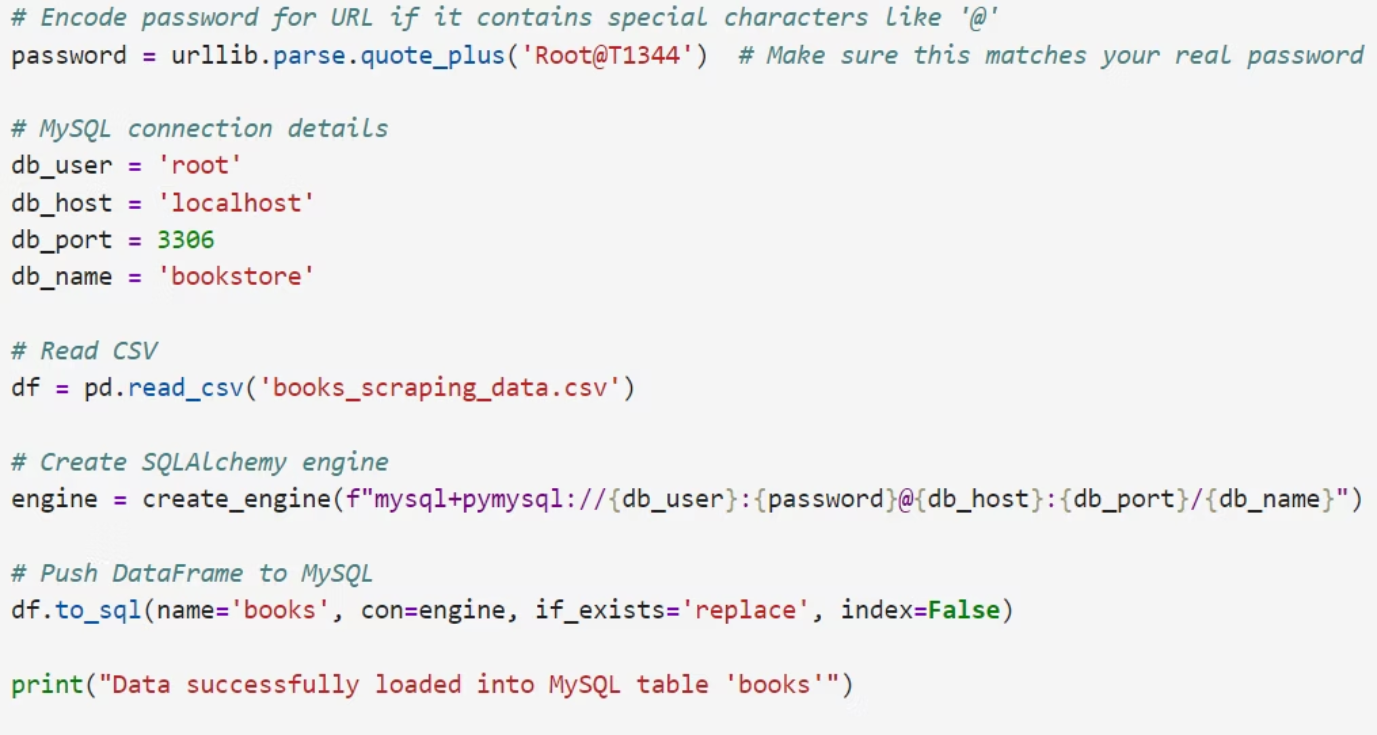 # Encode password for URL if it contains special characters like '@'
password = urllib.parse.quote_plus('Root@T1344')  # Make sure this matches your real password
# MySQL connection details
db_user = 'root'
db_host = 'localhost'
db_port = 3306
db_name = 'bookstore'
# Read CSV
df = pd.read_csv('books_scraping_data.csv')
# Create SQLAlchemy engine
engine = create_engine(f"mysql+pymysql://{db_user}:{password}@{db_host}:{db_port}/{db_name}")
# Push DataFrame to MySQL
df.to_sql(name='books', con=engine, if_exists='replace', index=False)
print("Data successfully loaded into MySQL table 'books'")